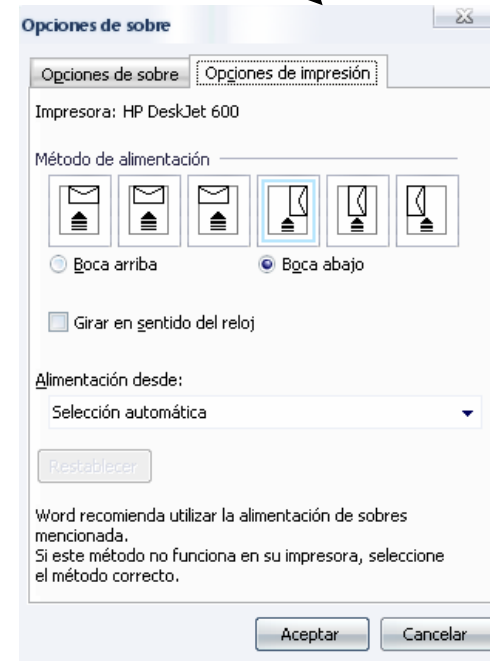 Opciones de sobre
Opciones de sobre Opciones de impresión
Impresora: HP DeskJet 600
Método de alimentación
Boca arriba Boca abajo
Girar en sentido del reloj
Alimentación desde:
Selección automática
Restablecer
Word recomienda utilizar la alimentación de sobres
mencionada.
Si este método no funciona en su impresora, seleccione
el método correcto.
Aceptar Cancelar